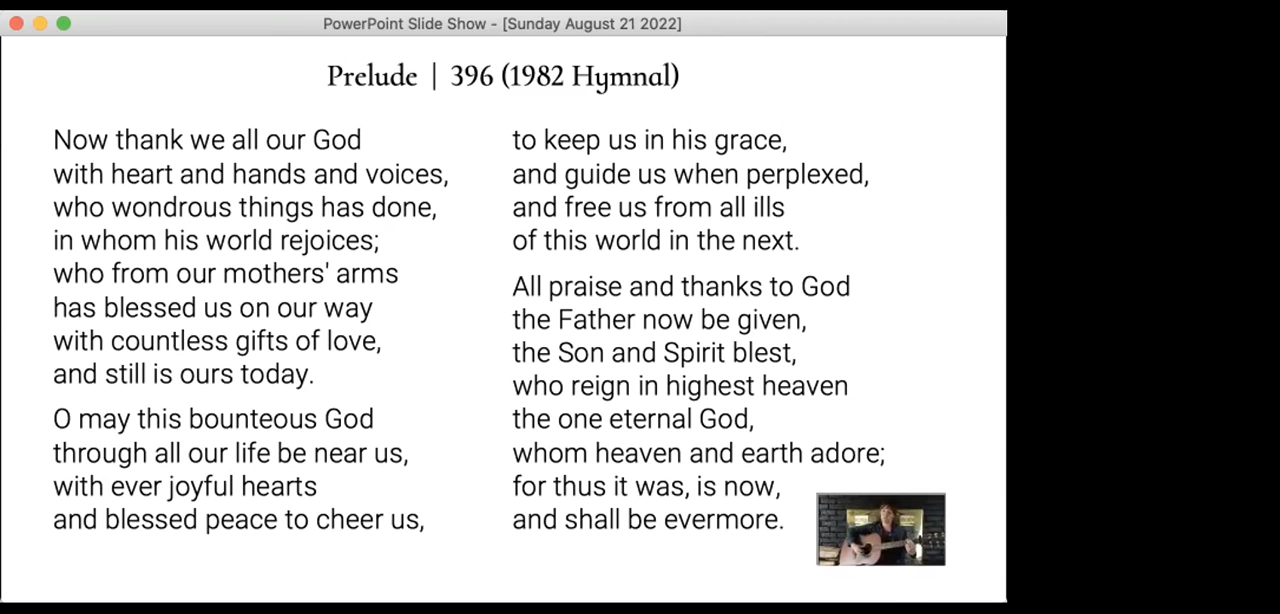 PowerPoint Slide Show - [Sunday August 21 2022]
Prelude | 396 (1982 Hymnal)
Now thank we all our God
with heart and hands and voices,
who wondrous things has done,
in whom his world rejoices;
who from our mothers' arms
has blessed us on our way
with countless gifts of love,
and still is ours today.
O may this bounteous God
through all our life be near us,
with ever joyful hearts
and blessed peace to cheer us,
to keep us in his grace,
and guide us when perplexed,
and free us from all ills
of this world in the next.
All praise and thanks to God
the Father now be given,
the Son and Spirit blest,
who reign in highest heaven
the one eternal God,
whom heaven and earth adore;
for thus it was, is now,
and shall be evermore.